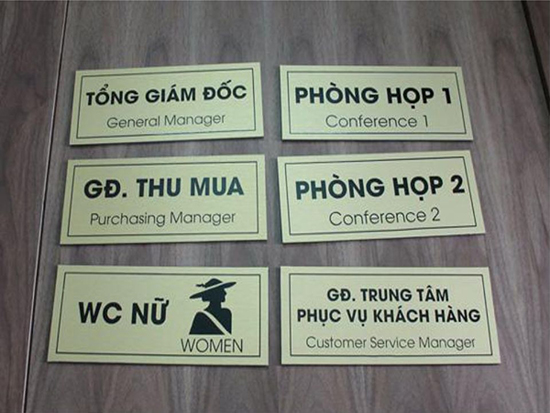 TỔNG GIÁM ĐỐC
General Manager
PHÒNG HỌP 1
Conference 1
GĐ. THU MUA
Purchasing Manager
PHÒNG HỌP 2
Conference 2
WC NỮ
WOMEN
GĐ. TRUNG TÂM
PHỤC VỤ KHÁCH HÀNG
Customer Service Manager